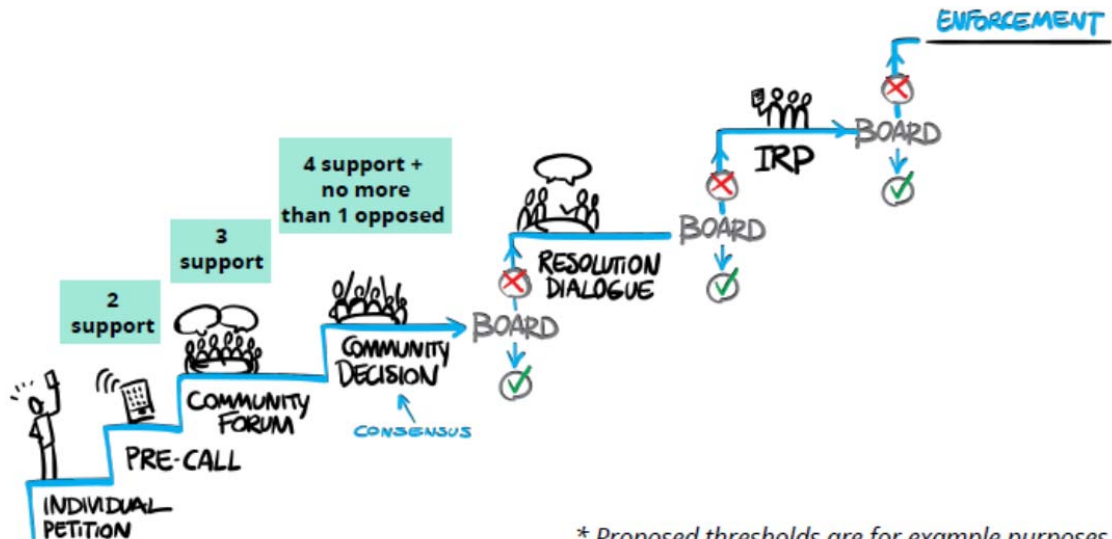 ENFORCEMENT
BOARD
IRP
4 support +
no more
than 1 opposed
3
support
BOARD
RESOLUTION
DIALOGUE
2
support
BOARD
COMMUNITY
DECISION
CONSENSUS
COMMUNITY
FORUM
PRE-CALL
INDIVIDUAL
PETITION
* Proposed thresholds are for example purposes